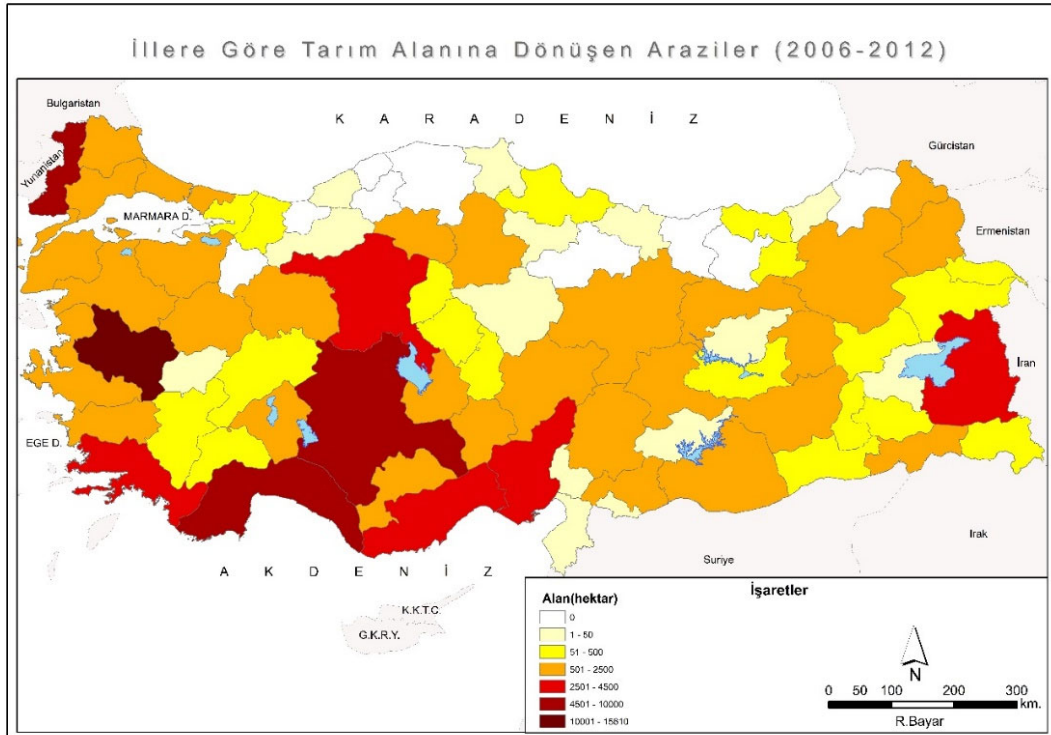 İllere Göre Tarım Alanına Dönüşen Araziler (2006-2012)
Bulgaristan
K A R A D E N İ Z
Gürcistan
Yunanistan
MARMARA D.
Ermenistan
İran
EGE D.
Irak
Suriye
A K D E N İ Z
K.K.T.C.
G.K.R.Y.
İşaretler
Alan(hektar)
0
1 - 50
51 - 500
501 - 2500
2501 - 4500
4501 - 10000
10001 - 15810
N
0 50 100 200 300 km.
R.Bayar